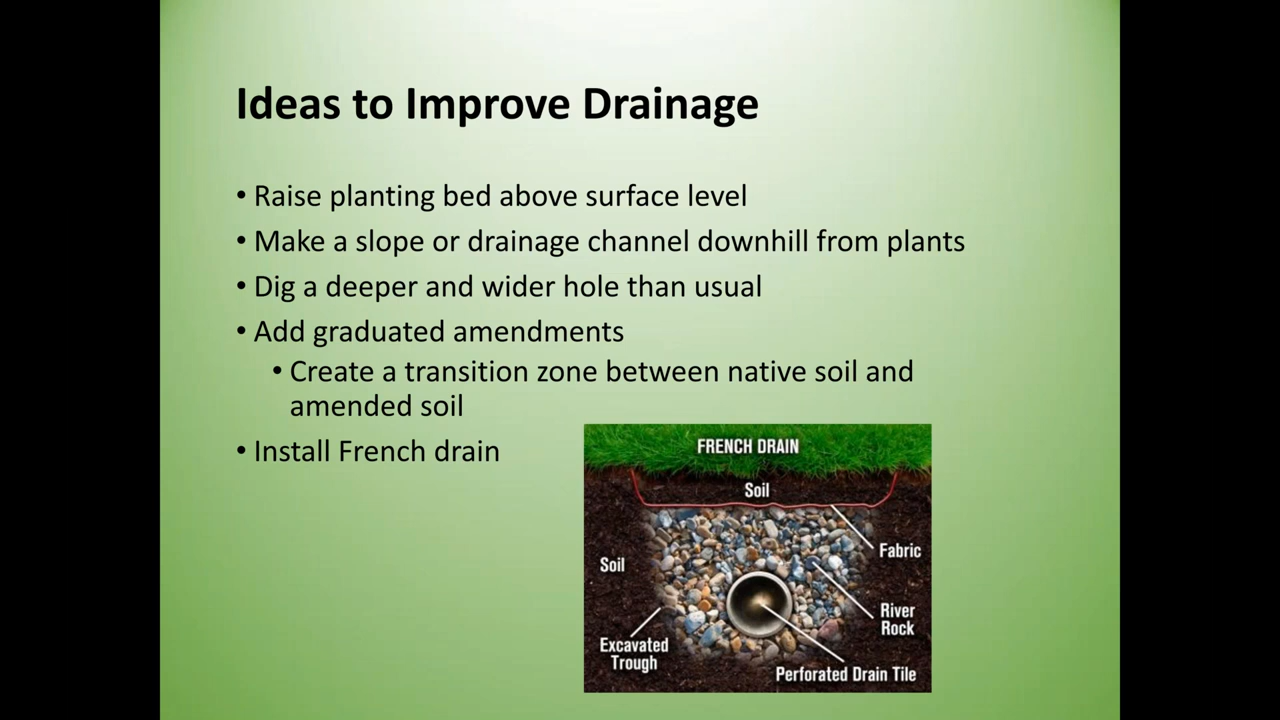 Ideas to Improve Drainage
• Raise planting bed above surface level
• Make a slope or drainage channel downhill from plants
• Dig a deeper and wider hole than usual
• Add graduated amendments
• Create a transition zone between native soil and
amended soil
• Install French drain
FRENCH DRAIN
Soil
Fabric
Soil
River
Rock
Excavated
Trough
Perforated Drain Tile